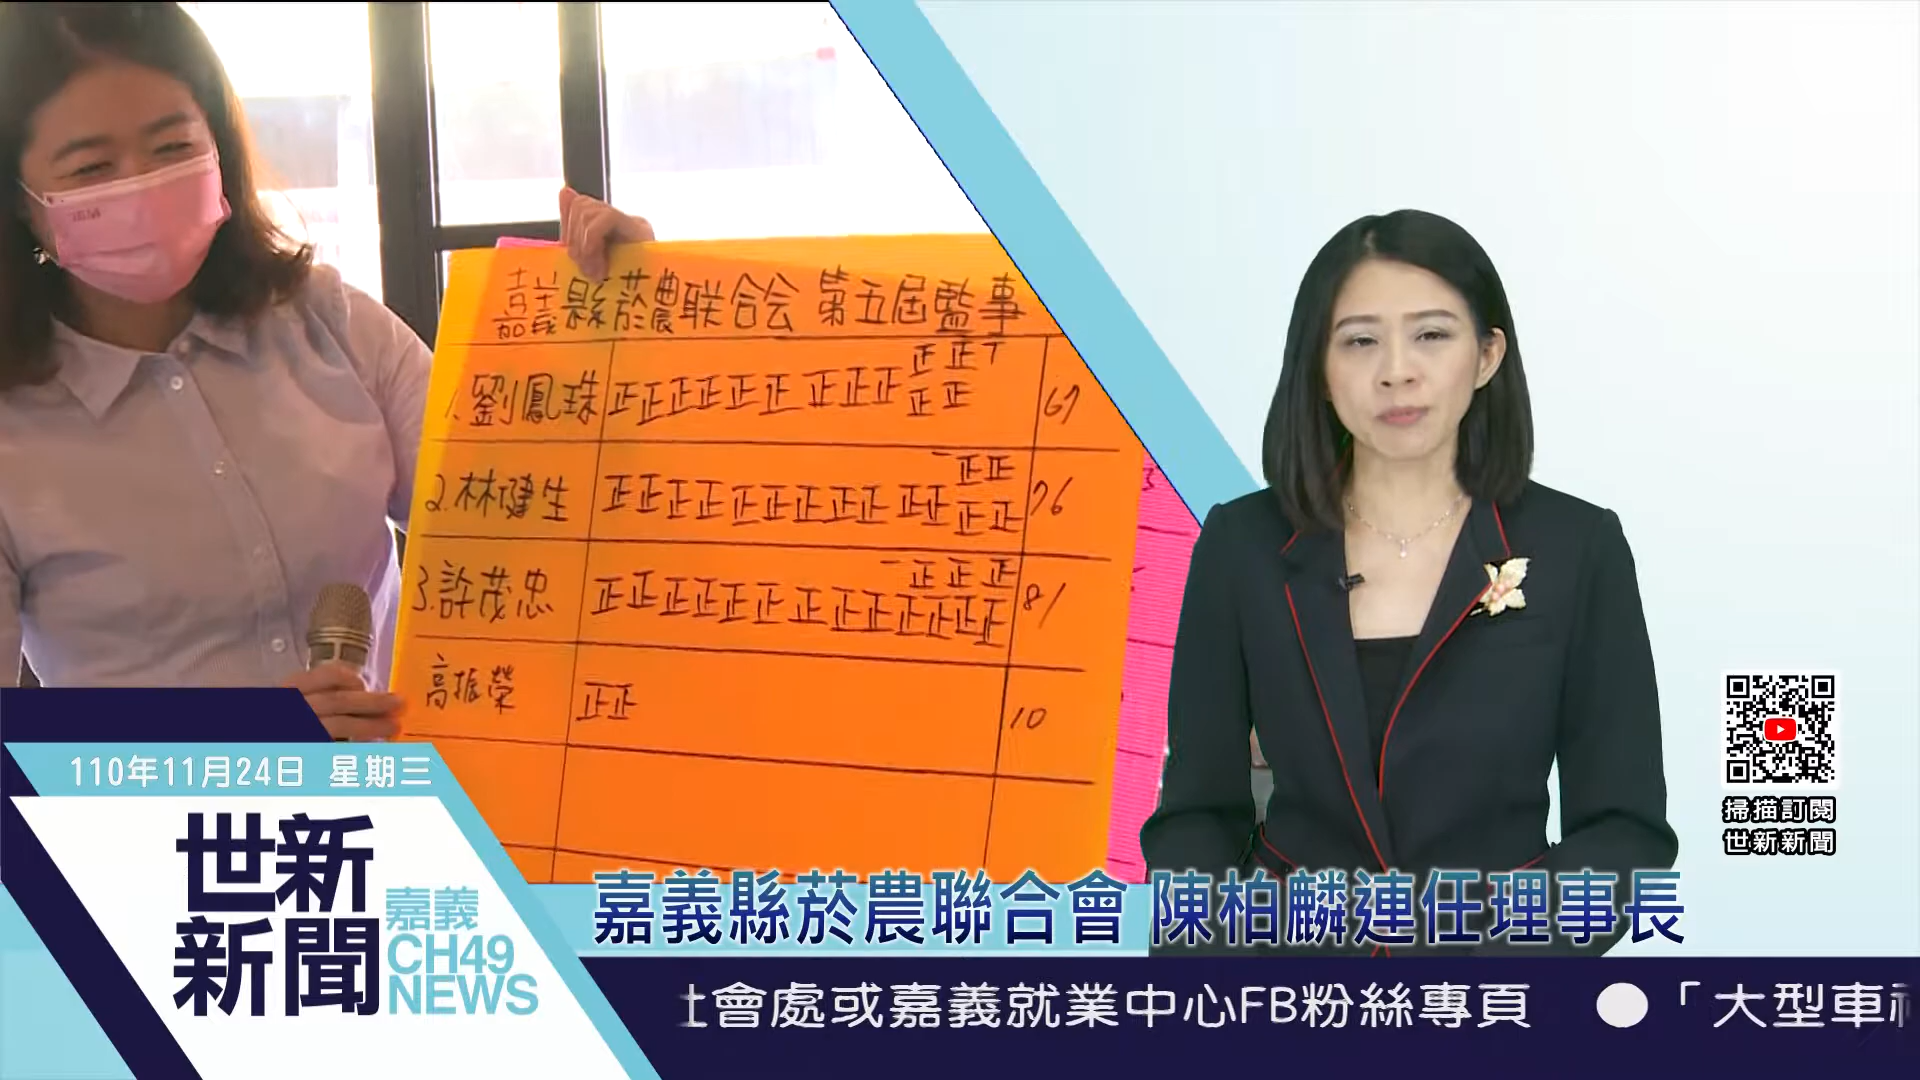 嘉義縣菸農联合会 第五屆監事
1.劉鳳珠 正正正正正正正正正正正正正丅 67
2.林健生 正正正正正正正正正正正正正正正一 76
3.許茂忠 正正正正正正正正正正正正正正正正一 81
高振榮 正正 10
110年11月24日 星期三
世新
新聞
嘉義
CH49
NEWS
掃描訂閱
世新新聞
嘉義縣菸農聯合會 陳柏麟連任理事長
會處或嘉義就業中心FB粉絲專頁 ●「大型車